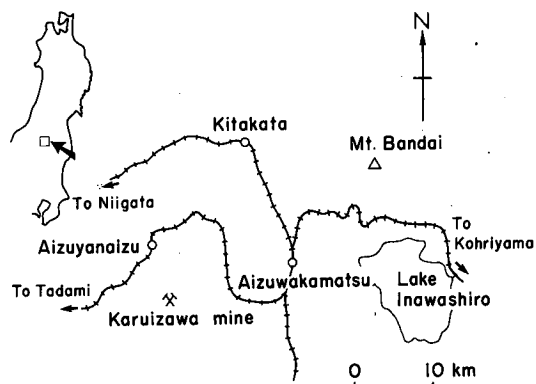 N
Kitakata
Mt. Bandai
To Niigata
To
Kohriyama
Aizuyanaizu
Aizuwakamatsu
Lake
Inawashiro
To Tadami
Karuizawa mine
0 10 km